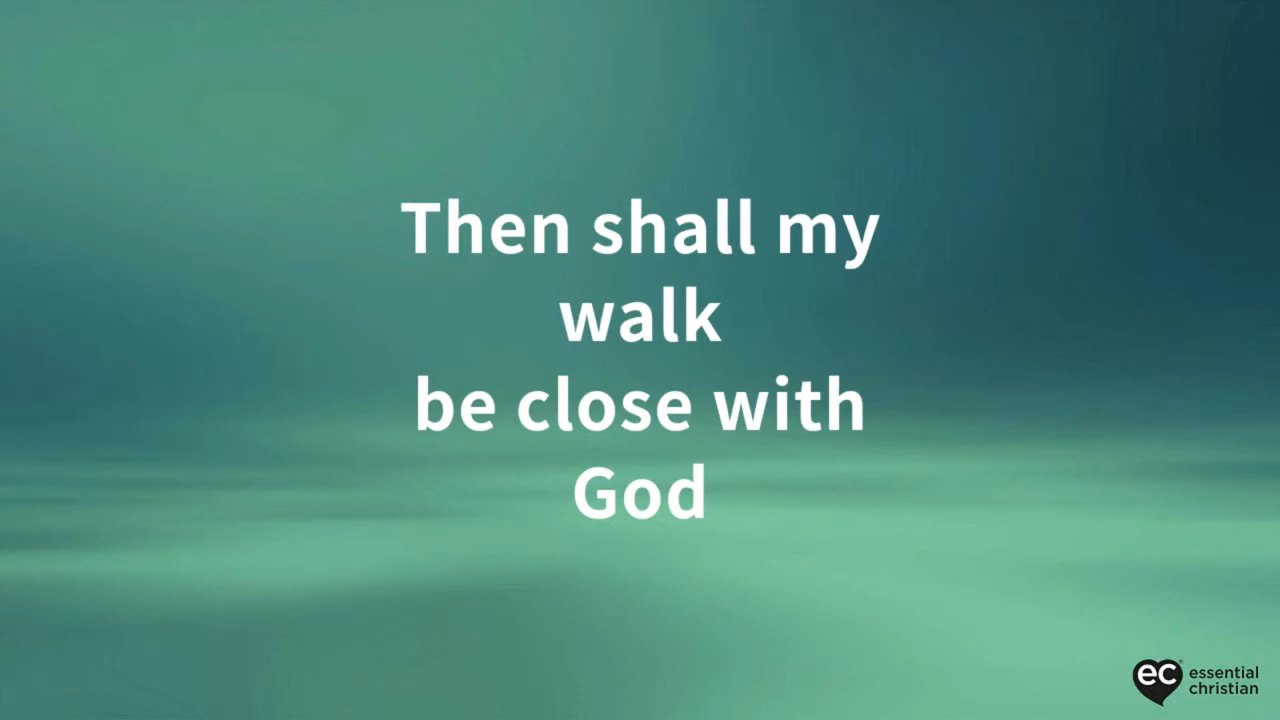 Then shall my
walk
be close with
God
ec essential
christian